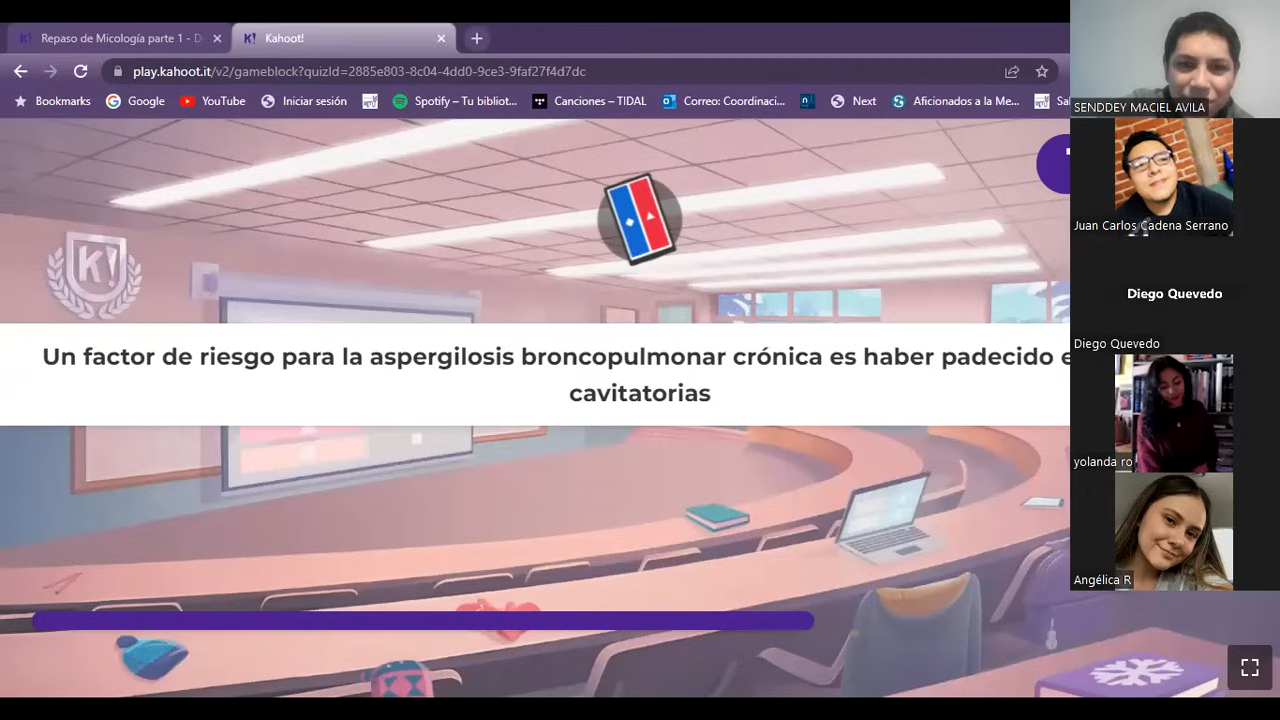 Repaso de Micología parte 1 - D
Kahoot!
play.kahoot.it/v2/gameblock?quizId=2885e803-8c04-4dd0-9ce3-9faf27f4d7dc
Bookmarks
Google
YouTube
Iniciar sesión
Spotify – Tu bibliot...
Canciones – TIDAL
Correo: Coordinaci...
Next
Aficionados a la Me...
Sa
K!
Un factor de riesgo para la aspergilosis broncopulmonar crónica es haber padecido e
cavitatorias
SENDDEY MACIEL AVILA
Juan Carlos Cadena Serrano
Diego Quevedo
Diego Quevedo
yolanda ro
Angélica R